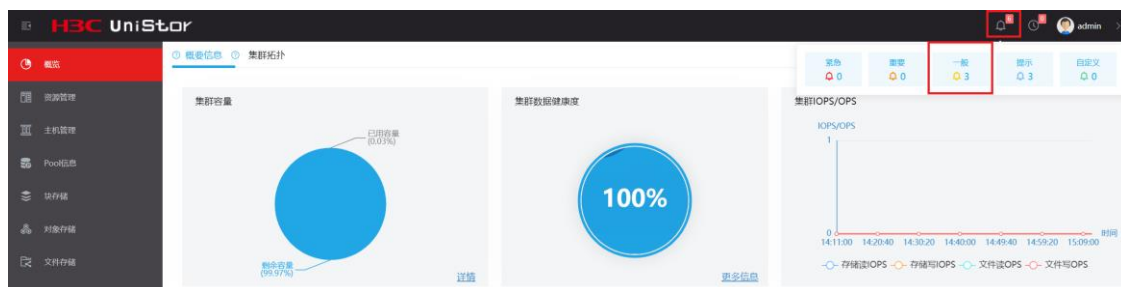 H3C UniStor
admin
概览
资源管理
主机管理
Pool信息
块存储
对象存储
文件存储
概要信息
集群拓扑
紧急 重要 一般 提示 自定义
0 0 3 3 0
集群容量
已用容量
(0.03%)
剩余容量
(99.97%)
详情
集群数据健康度
100%
更多信息
集群IOPS/OPS
IOPS/OPS
1
0
14:11:00 14:20:40 14:30:20 14:40:00 14:49:40 14:59:20 15:09:00
时间
存储读IOPS 存储写IOPS 文件读OPS 文件写OPS